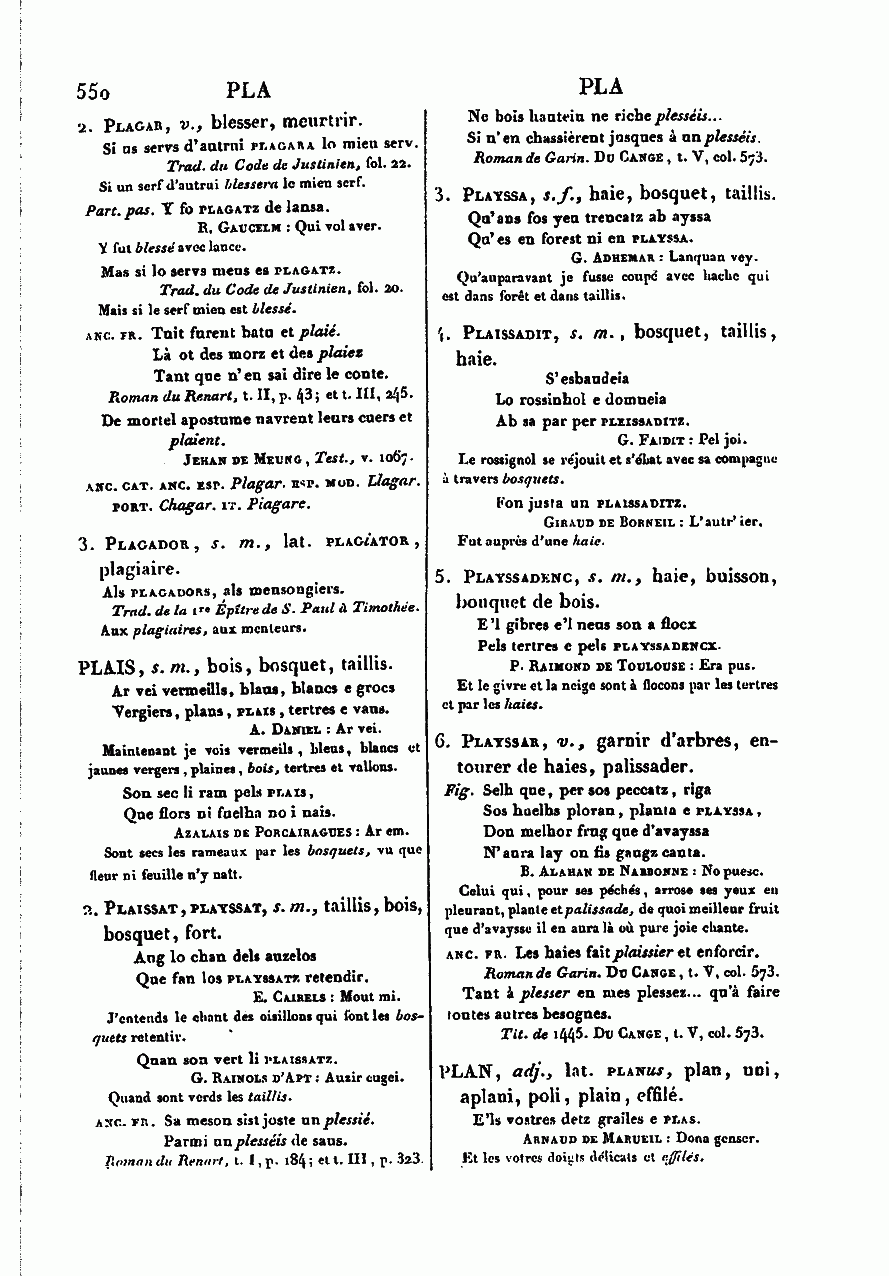 550 PLA
2. Plagar, v., blesser, meurtrir.
Si us servs d'autrui plagara lo mieu serv.
Trad. du Code de Justinien, fol. 22.
Si un serf d'autrui blessera le mien serf.
Part. pas. Y fo plagatz de lansa.
R. Gaucelm : Qui vol aver.
Y fut blessé avec lance.
Mas si lo servs meus es plagatz.
Trad. du Code de Justinien, fol. 20.
Mais si le serf mien est blessé.
anc. fr. Tuit furent batu et plaié.
Là ot des morz et des plaiez
Tant que n'en sai dire le conte.
Roman du Renart, t. II, p. 43; et t. III, 245.
De mortel apostume navrent leurs cuers et
plaient.
Jehan de Meung, Test., v. 1067.
anc. cat. anc. esp. Plagar. esp. mod. Llagar.
port. Chagar. it. Piagare.
3. Plagador, s. m., lat. plagiator,
plagiaire.
Als plagadors, als mensongiers.
Trad. de la 1re Épître de S. Paul à Timothée.
Aux plagiaires, aux menteurs.
PLAIS, s. m., bois, bosquet, taillis.
Ar vei vermeills, blaus, blancs e grocs
Vergiers, plans, plais, tertres e vaus.
A. Daniel : Ar vei.
Maintenant je vois vermeils, bleus, blancs et
jaunes vergers, plaines, bois, tertres et vallons.
Son sec li ram pels plais,
Que flors ni fuelha no i nais.
Azalais de Porcairagues : Ar em.
Sont secs les rameaux par les bosquets, vu que
fleur ni feuille n'y naît.
2. Plaissat, playssat, s. m., taillis, bois,
bosquet, fort.
Aug lo chan dels auzelos
Que fan los playssatz retendir.
E. Cairels : Mout mi.
J'entends le chant des oisillons qui font les bos-
quets retentir.
Quan son vert li plaissatz.
G. Rainols d'Apt : Auzir cugei.
Quand sont verds les taillis.
anc. fr. Sa meson sist joste un plessié.
Parmi un plesséis de saus.
Roman du Renart, t. I, p. 184; et t. III, p. 323.
PLA
No bois hautein ne riche plesséis...
Si n'en chassièrent jusques à un plesséis.
Roman de Garin. Du Cange, t. V, col. 573.
3. Playssa, s. f., haie, bosquet, taillis.
Qu'ans fos yeu trencatz ab ayssa
Qu'es en forest ni en playssa.
G. Adhemar : Lanquan vey.
Qu'auparavant je fusse coupé avec hache qui
est dans forêt et dans taillis.
4. Plaissadit, s. m., bosquet, taillis,
haie.
S'esbaudeia
Lo rossinhol e domneia
Ab sa par per pleissaditz.
G. Faidit : Pel joi.
Le rossignol se réjouit et s'ébat avec sa compagne
à travers bosquets.
Fon justa un plaissaditz.
Giraud de Borneil : L'autr'ier.
Fut auprès d'une haie.
5. Playssadenc, s. m., haie, buisson,
bouquet de bois.
E'l gibres e'l neus son a flocx
Pels tertres e pels playssadencx.
P. Raimond de Toulouse : Era pus.
Et le givre et la neige sont à flocons par les tertres
et par les haies.
6. Playssar, v., garnir d'arbres, en-
tourer de haies, palissader.
Fig. Selh que, per sos peccatz, riga
Sos huelhs ploran, planta e playssa,
Don melhor frug que d'avayssa
N'aura lay on fis gaugz canta.
B. Alahan de Narbonne : No puesc.
Celui qui, pour ses péchés, arrose ses yeux en
pleurant, plante et palissade, de quoi meilleur fruit
que d'avaysse il en aura là où pure joie chante.
anc. fr. Les haies fait plaissier et enforcir.
Roman de Garin. Du Cange, t. V, col. 573.
Tant à plesser en mes plessez... qu'à faire
toutes autres besognes.
Tit. de 1445. Du Cange, t. V, col. 573.
PLAN, adj., lat. planus, plan, uni,
aplani, poli, plain, effilé.
E'ls vostres detz grailes e plas.
Arnaud de Marueil : Dona genser.
Et les votres doigts délicats et effilés.